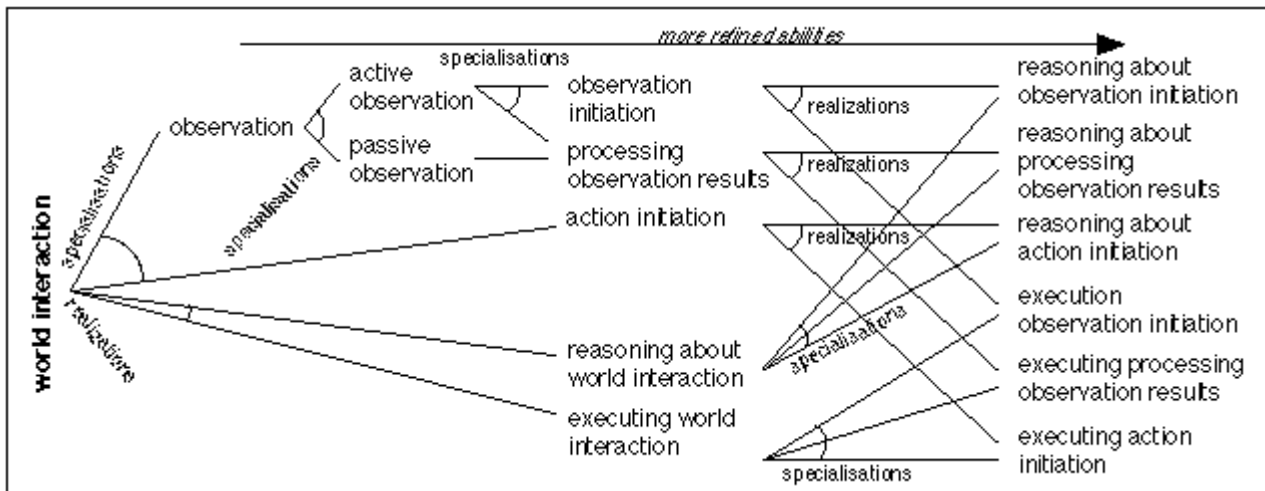 more refined abilities
specialisations
active
observation
observation
initiation
reasoning about
observation initiation
realizations
observation
passive
observation
processing
observation results
realizations
reasoning about
processing
observation results
specialisations
specialisations
action initiation
realizations
reasoning about
action initiation
world interaction
realizations
execution
observation initiation
reasoning about
world interaction
specialisations
executing processing
observation results
executing world
interaction
executing action
initiation
specialisations